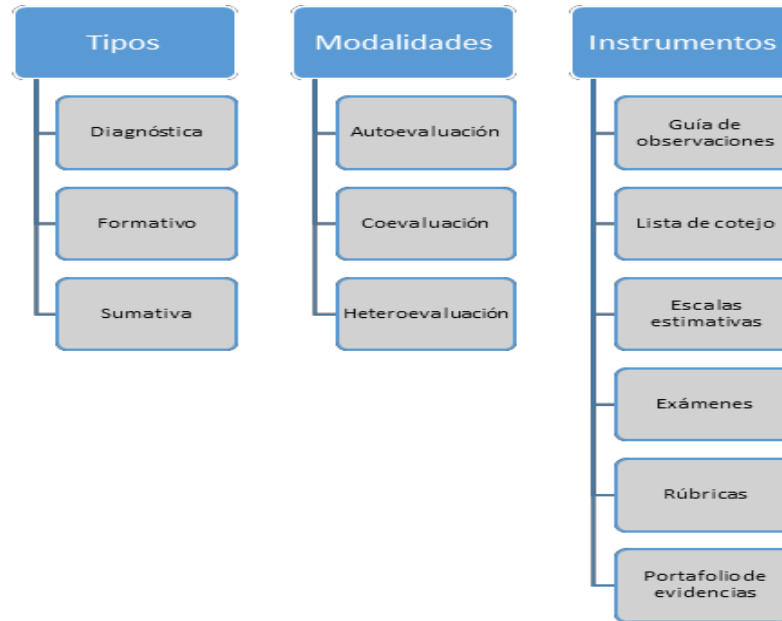 Tipos
Diagnóstica
Formativo
Sumativa
Modalidades
Autoevaluación
Coevaluación
Heteroevaluación
Instrumentos
Guía de
observaciones
Lista de cotejo
Escalas
estimativas
Exámenes
Rúbricas
Portafolio de
evidencias